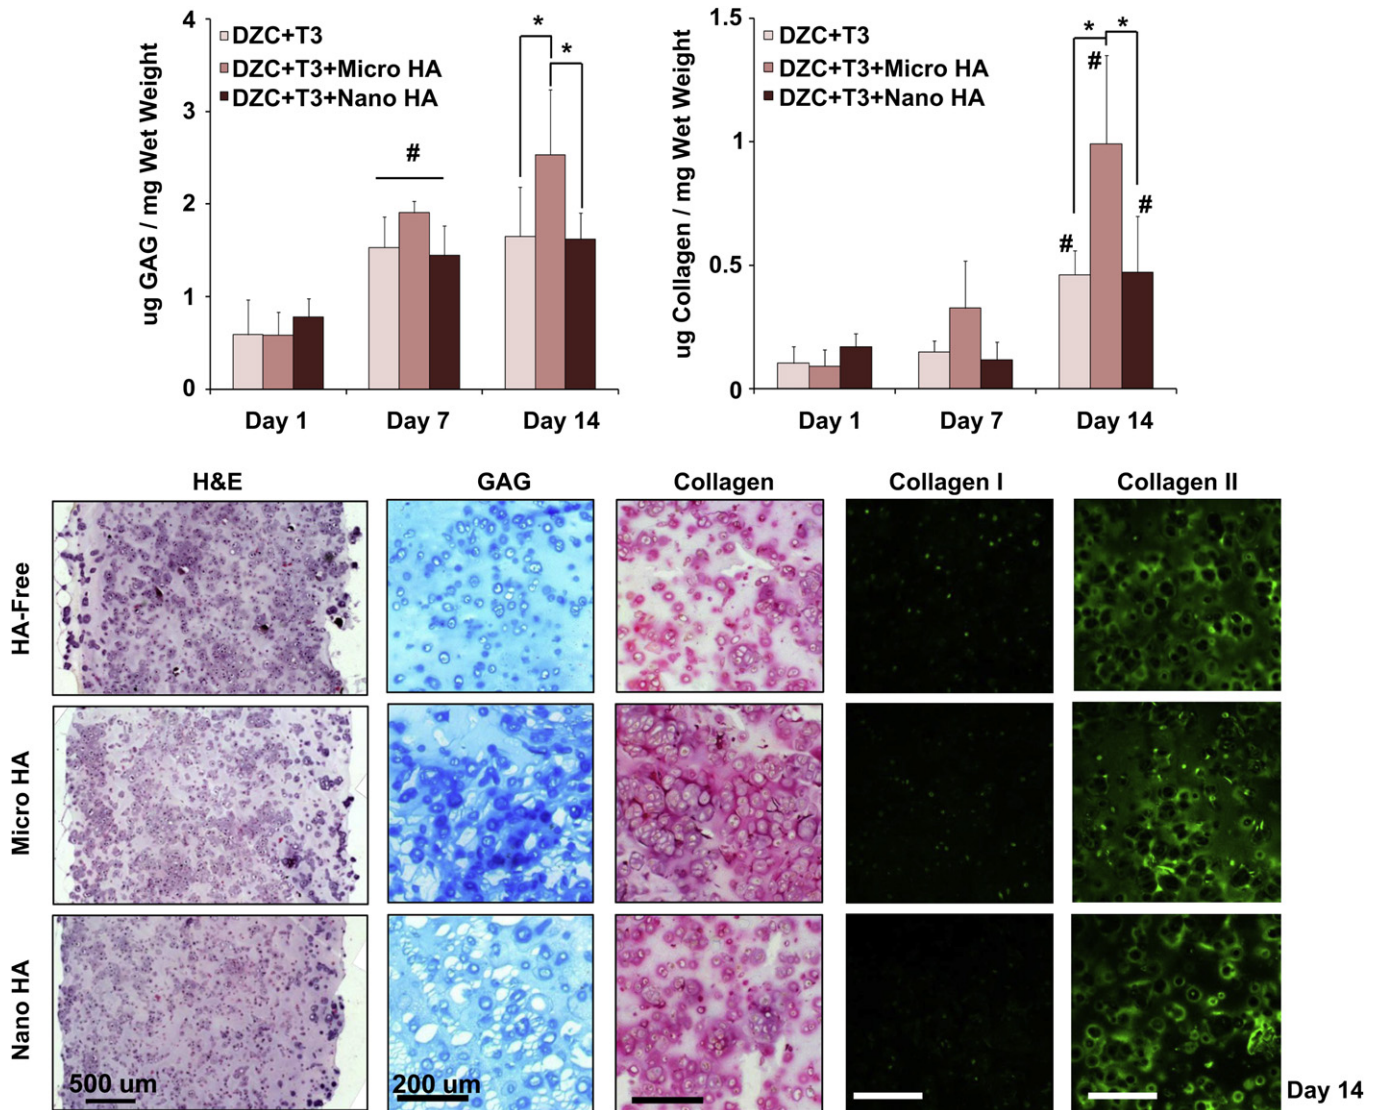 ug GAG / mg Wet Weight
4
3
2
1
0
DZC+T3
DZC+T3+Micro HA
DZC+T3+Nano HA
#
*
*
Day 1
Day 7
Day 14
ug Collagen / mg Wet Weight
1.5
1
0.5
0
DZC+T3
DZC+T3+Micro HA
DZC+T3+Nano HA
*
*
#
#
#
Day 1
Day 7
Day 14
H&E
GAG
Collagen
Collagen I
Collagen II
HA-Free
Micro HA
Nano HA
500 um
200 um
Day 14